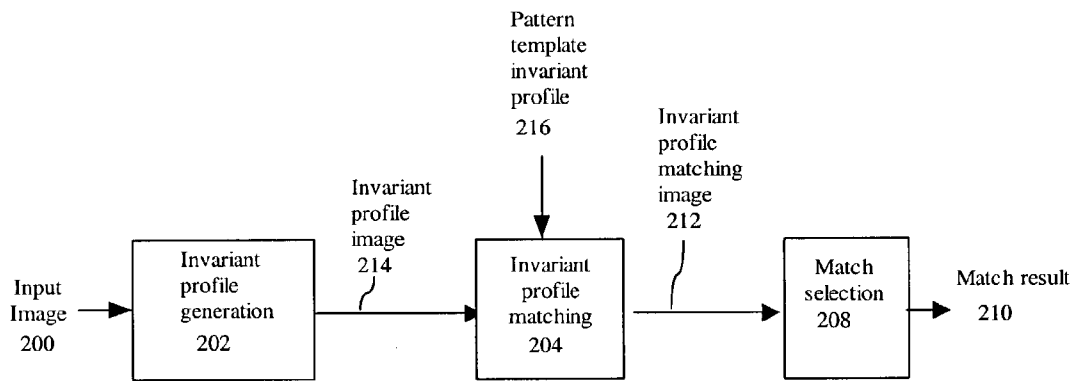 Pattern
template
invariant
profile
216
Invariant
profile
matching
image
212
Invariant
profile
image
214
Input
Image
200
Invariant
profile
generation
202
Invariant
profile
matching
204
Match
selection
208
Match result
210